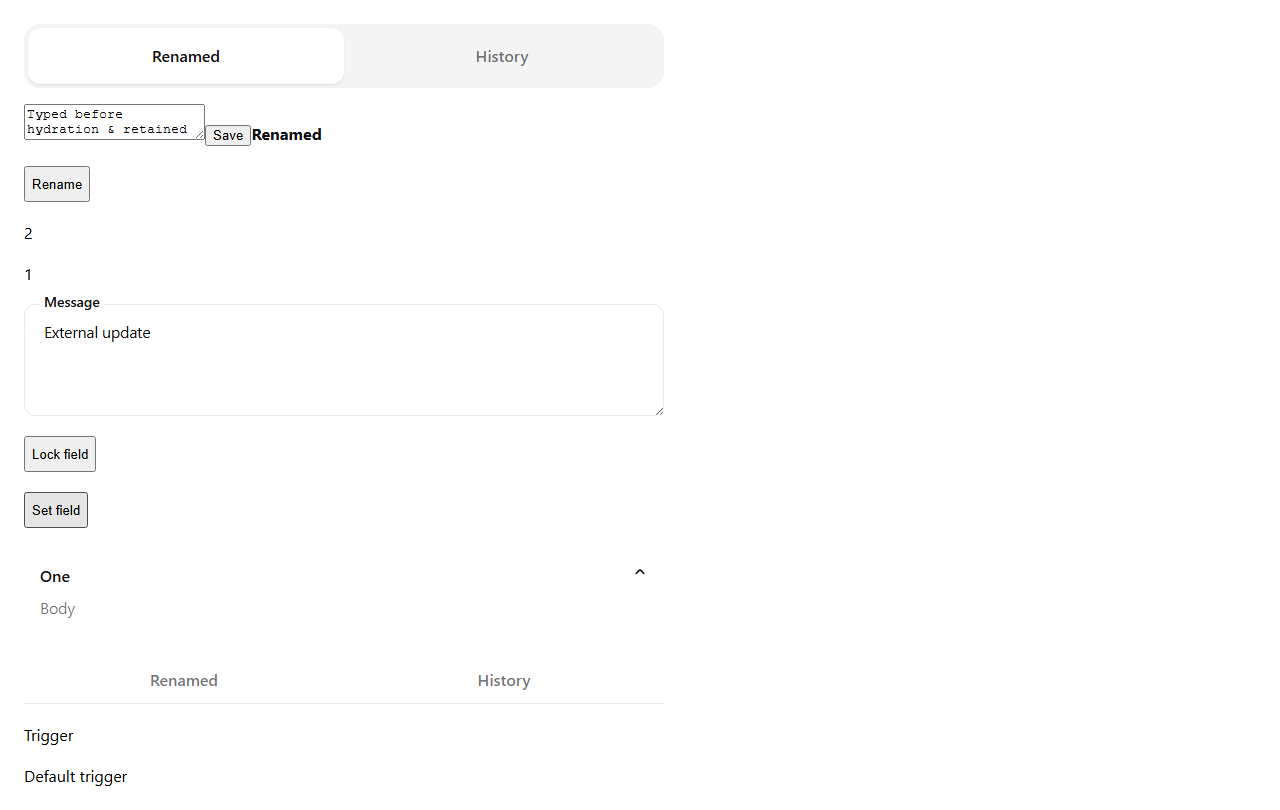 Renamed
History
Typed before
hydration & retained
Save
Renamed
Rename
2
1
Message
External update
Lock field
Set field
One
Body
Renamed
History
Trigger
Default trigger